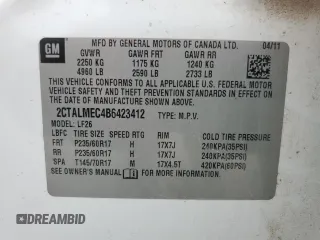 GM
MFD BY GENERAL MOTORS OF CANADA LTD. 04/11
GVWR GAWR FRT GAWR RR
2250 KG 1175 KG 1240 KG
4960 LB 2590 LB 2733 LB
THIS VEHICLE CONFORMS TO ALL APPLICABLE U.S. FEDERAL MOTOR
VEHICLE SAFETY AND THEFT PREVENTION STANDARDS IN EFFECT ON
THE DATE OF MANUFACTURE SHOWN ABOVE.
2CTALMEC4B6423412 TYPE: M.P.V.
MODEL: LF26
LBFC TIRE SIZE SPEED RTG RIM COLD TIRE PRESSURE
FRT P235/60R17 H 17X7J 240KPA(35PSI)
RR P235/60R17 H 17X7J 240KPA(35PSI)
SPA T145/70R17 M 17X4.5T 420KPA(60PSI)
SEE OWNER'S MANUAL FOR ADDITIONAL INFORMATION.
© AutoBidMaster